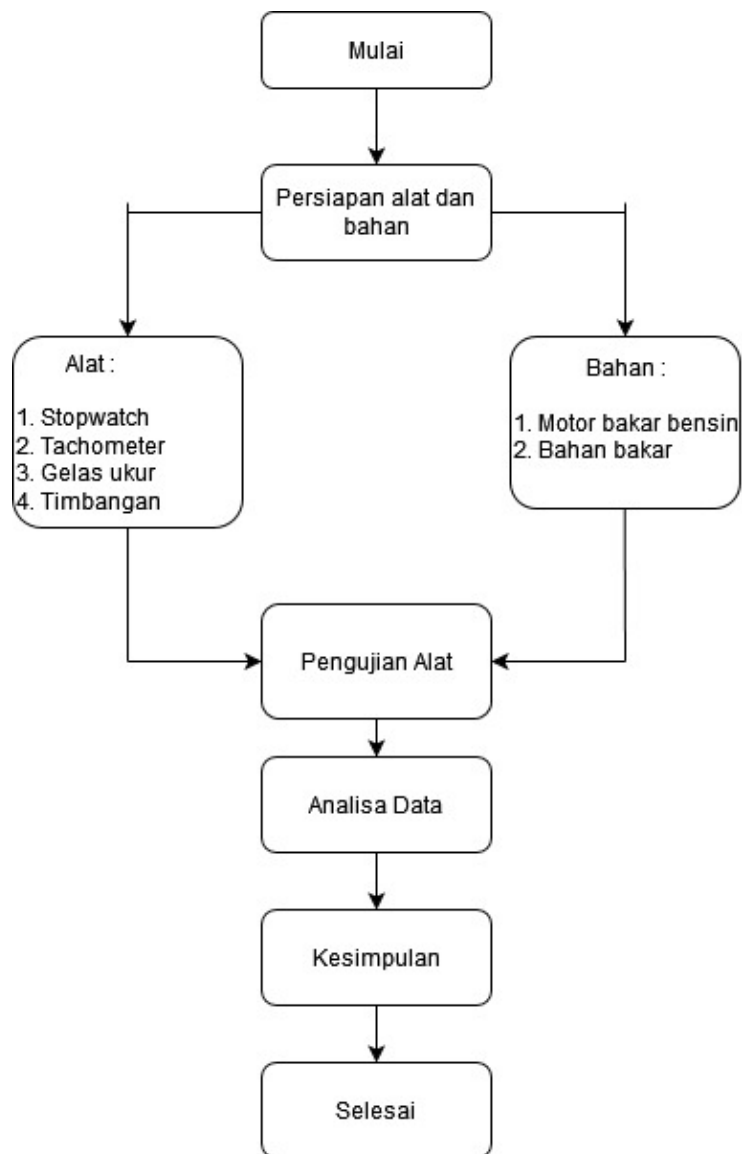 Mulai
Persiapan alat dan
bahan
Alat :
1. Stopwatch
2. Tachometer
3. Gelas ukur
4. Timbangan
Bahan :
1. Motor bakar bensin
2. Bahan bakar
Pengujian Alat
Analisa Data
Kesimpulan
Selesai